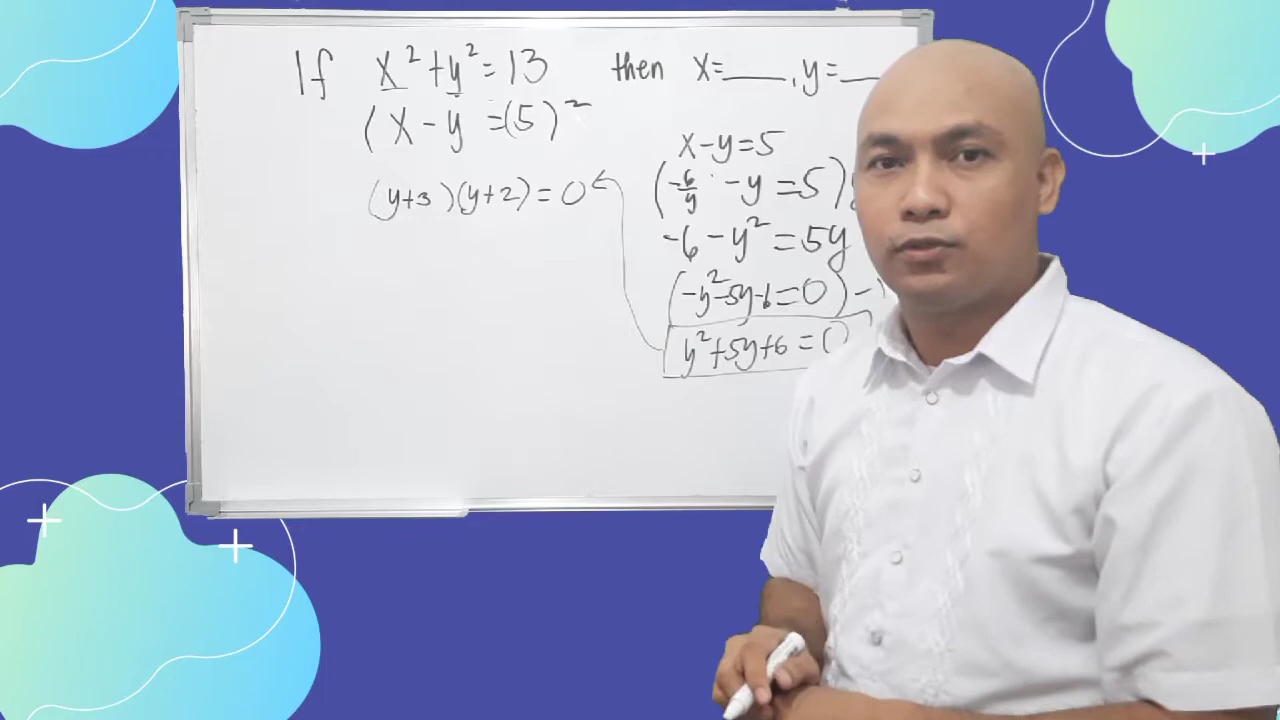 If x²+y²=13 then x=___, y=__
(x-y=(5)²
(y+3)(y+2)=0
x-y=5
(-6/y -y=5)
-6-y²=5y
(-y²-5y-6=0)-
y²+5y+6=0